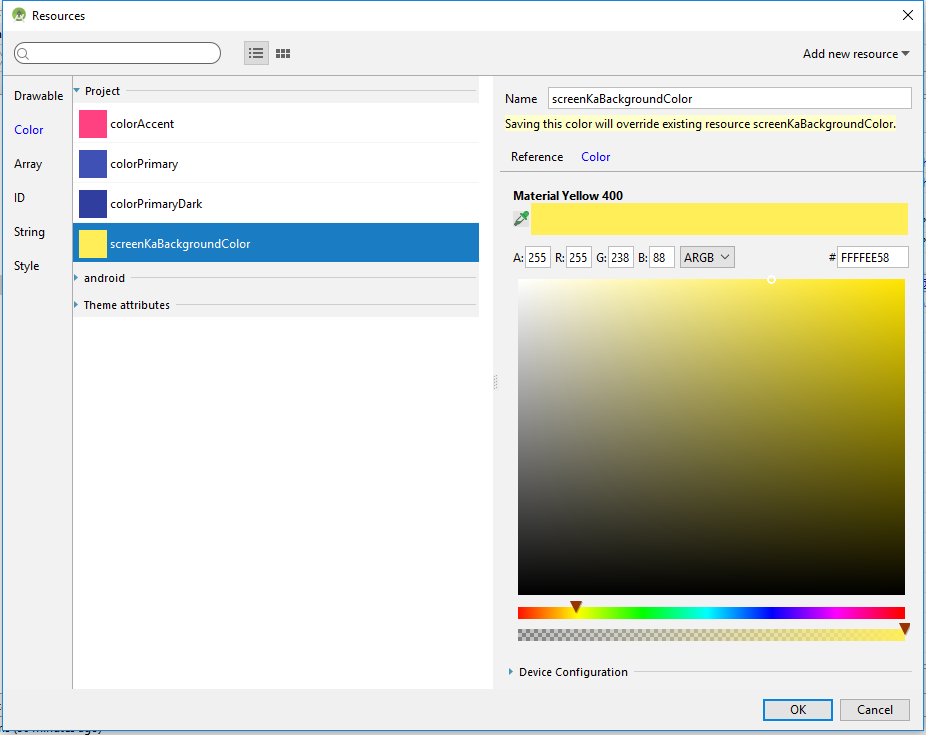 Resources
Add new resource
Drawable
Color
Array
ID
String
Style
Project
colorAccent
colorPrimary
colorPrimaryDark
screenKaBackgroundColor
android
Theme attributes
Name screenKaBackgroundColor
Saving this color will override existing resource screenKaBackgroundColor.
Reference Color
Material Yellow 400
A: 255 R: 255 G: 238 B: 88 ARGB # FFFFEE58
Device Configuration
OK Cancel